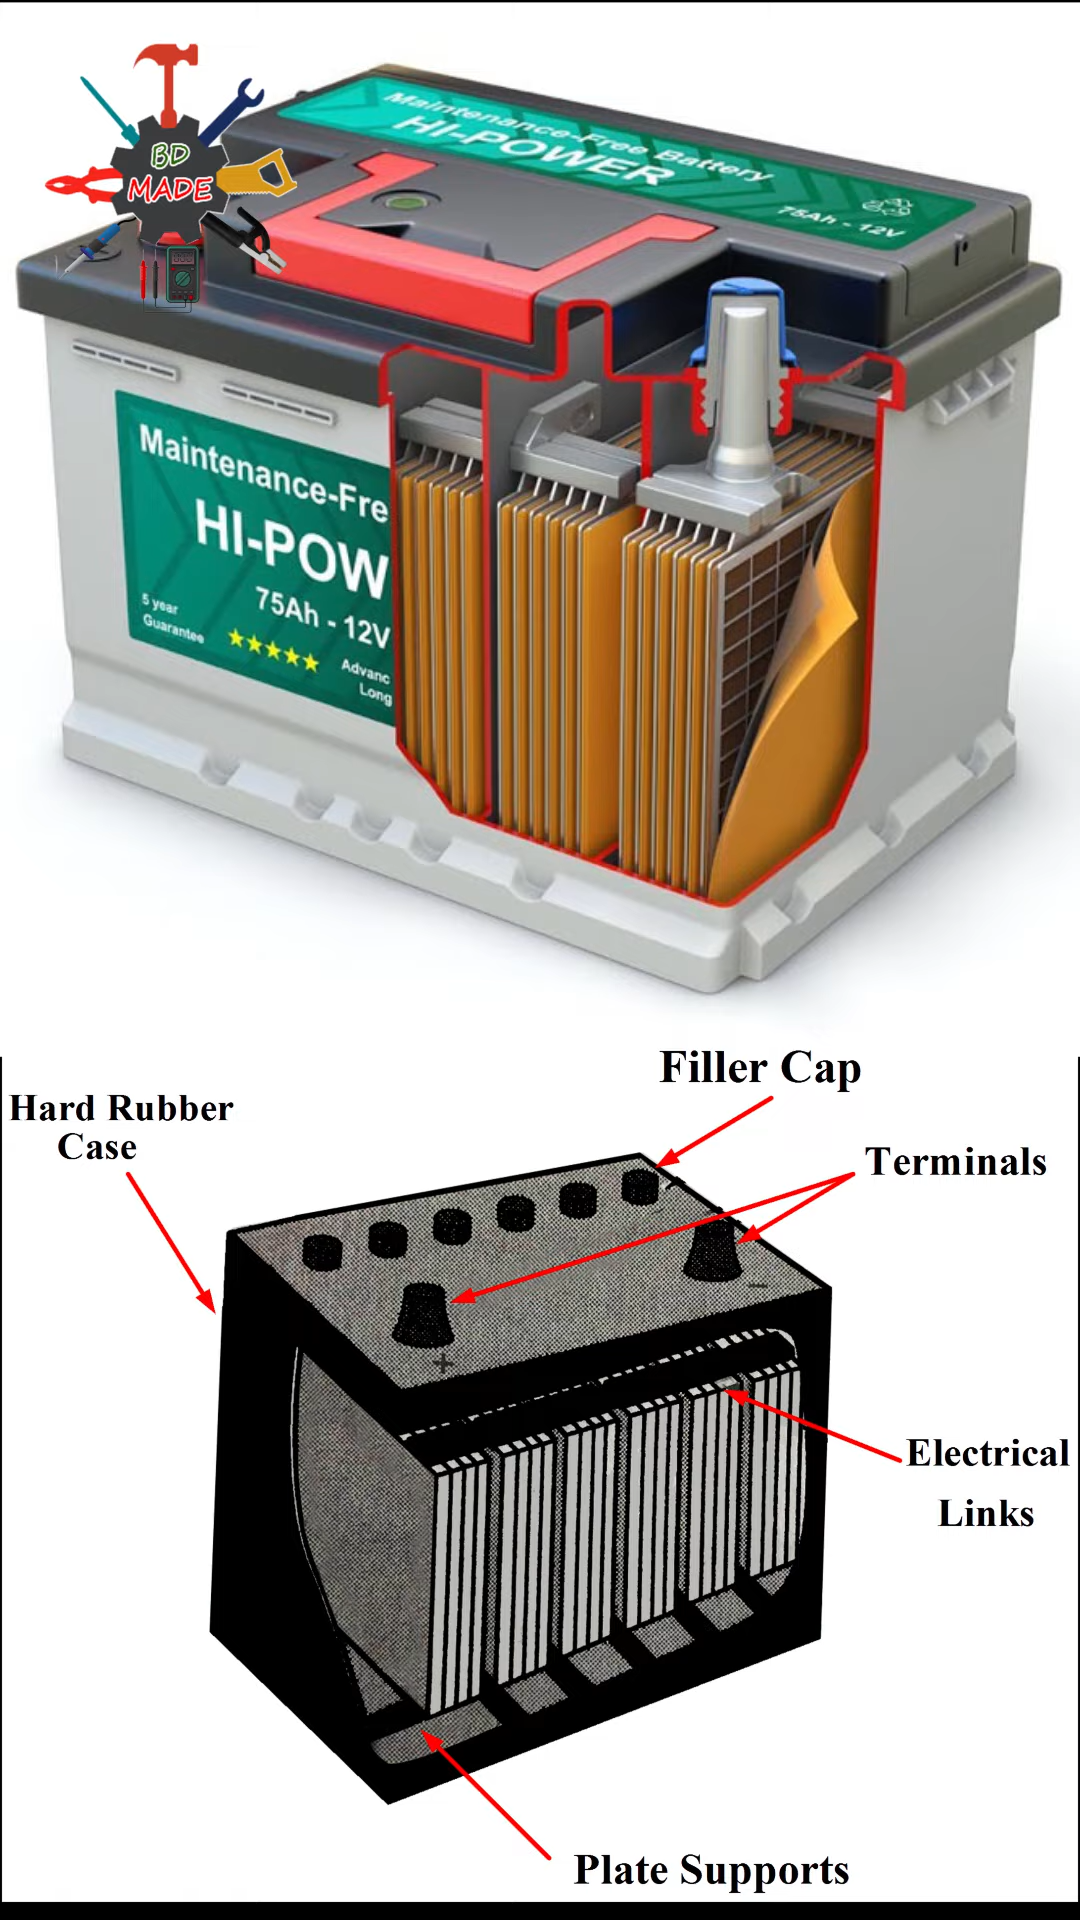 BD
MADE
Maintenance-Free Battery
HI-POWER
75Ah - 12V
Maintenance-Fre
HI-POW
75Ah - 12V
5 year
Guarantee
Advanc
Long
Filler Cap
Hard Rubber
Case
Terminals
+
−
Electrical
Links
Plate Supports